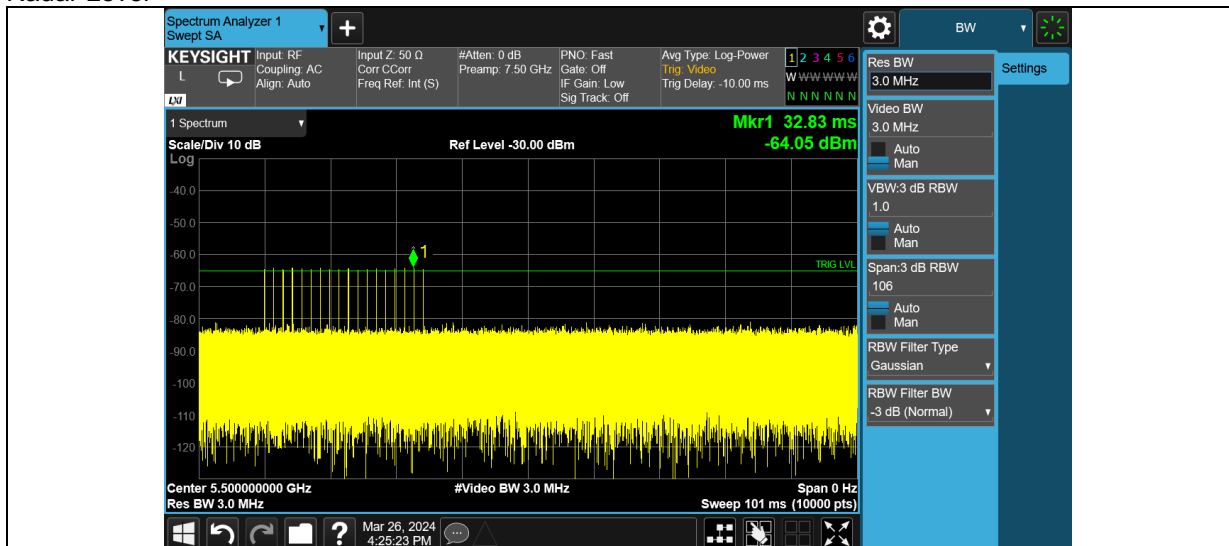 Spectrum Analyzer 1
Swept SA
BW
KEYSIGHT
L
LXI
Input: RF
Coupling: AC
Align: Auto
Input Z: 50 Ω
Corr CCorr
Freq Ref: Int (S)
#Atten: 0 dB
Preamp: 7.50 GHz
PNO: Fast
Gate: Off
IF Gain: Low
Sig Track: Off
Avg Type: Log-Power
Trig: Video
Trig Delay: -10.00 ms
1 2 3 4 5 6
W W W W W W
N N N N N N
1 Spectrum
Mkr1 32.83 ms
Scale/Div 10 dB
Ref Level -30.00 dBm
-64.05 dBm
Log
-40.0
-50.0
-60.0
1
TRIG LVL
-70.0
-80.0
-90.0
-100
-110
-120
Center 5.500000000 GHz
#Video BW 3.0 MHz
Span 0 Hz
Res BW 3.0 MHz
Sweep 101 ms (10000 pts)
Res BW
3.0 MHz
Settings
Video BW
3.0 MHz
Auto
Man
VBW:3 dB RBW
1.0
Auto
Man
Span:3 dB RBW
106
Auto
Man
RBW Filter Type
Gaussian
RBW Filter BW
-3 dB (Normal)
?
Mar 26, 2024
4:25:23 PM